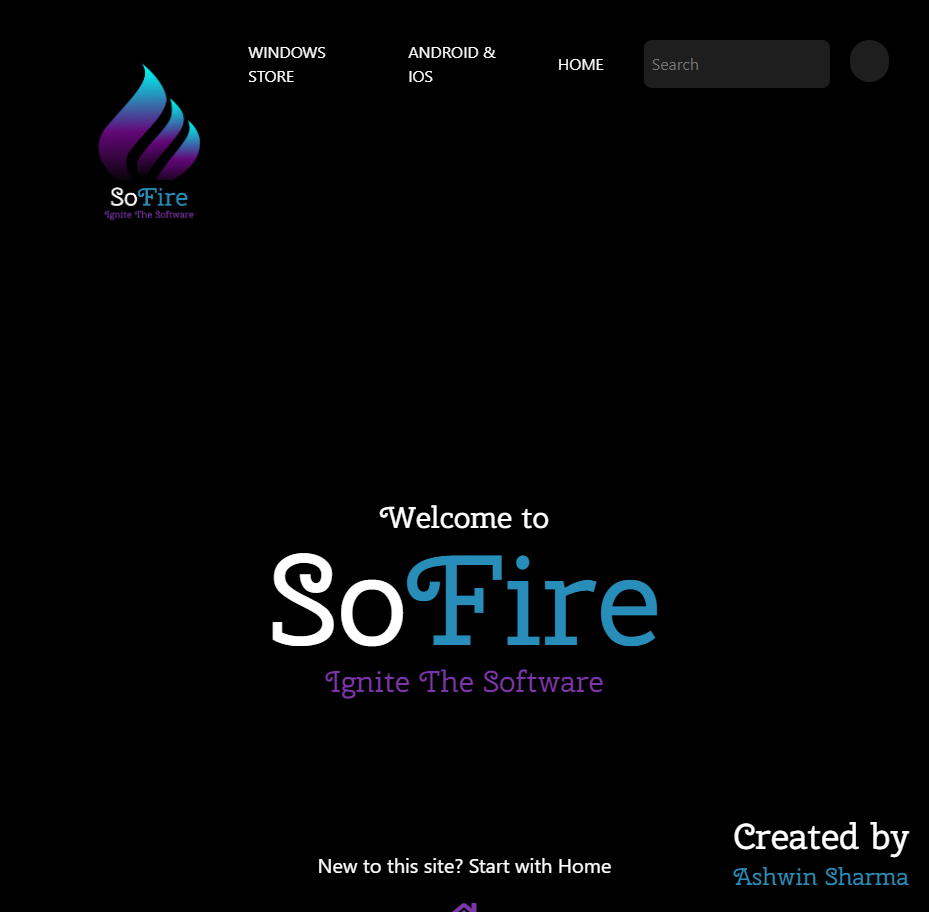 WINDOWS
STORE
ANDROID &
IOS
HOME
Search
SoFire
Ignite The Software
Welcome to
SoFire
Ignite The Software
Created by
Ashwin Sharma
New to this site? Start with Home